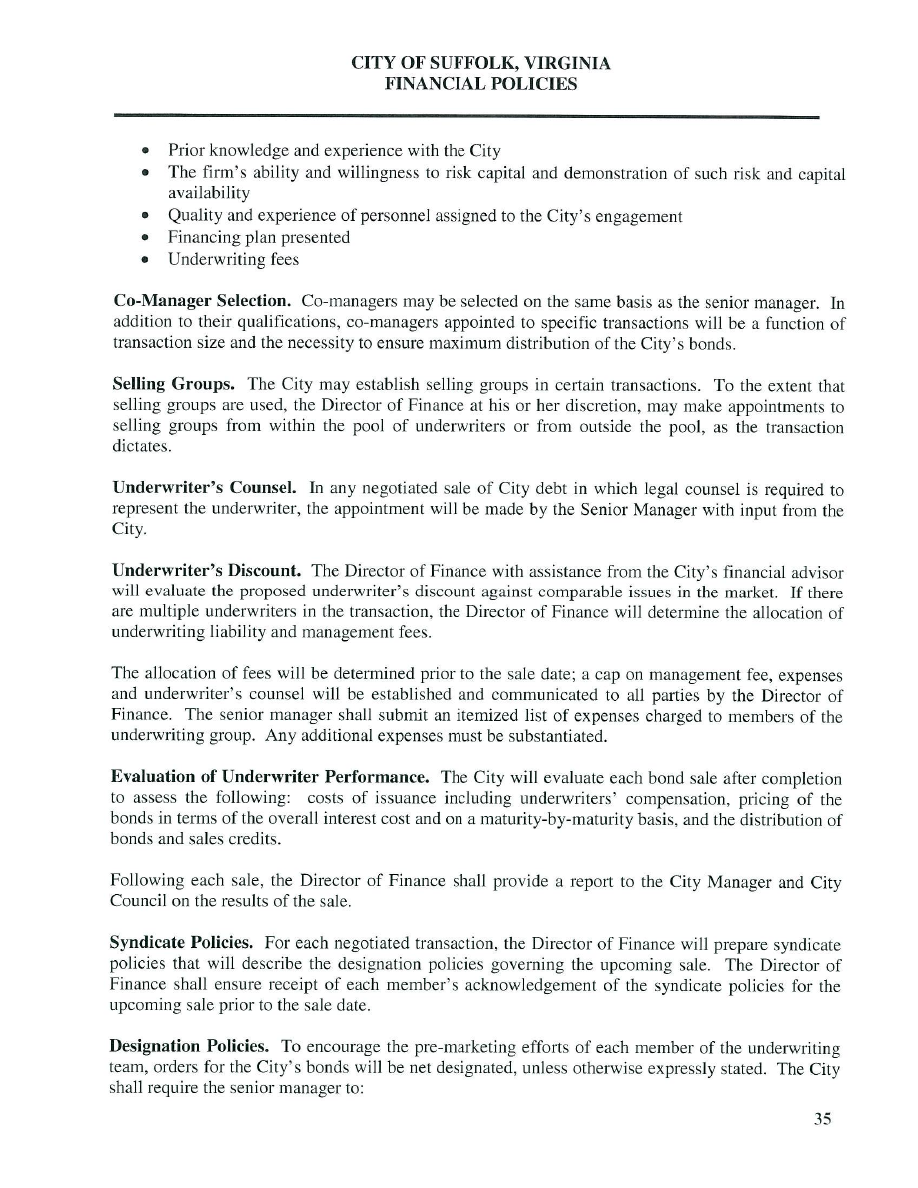 CITY OF SUFFOLK, VIRGINIA
FINANCIAL POLICIES
• Prior knowledge and experience with the City
• The firm's ability and willingness to risk capital and demonstration of such risk and capital
availability
• Quality and experience of personnel assigned to the City's engagement
• Financing plan presented
• Underwriting fees
Co-Manager Selection. Co-managers may be selected on the same basis as the senior manager. In
addition to their qualifications, co-managers appointed to specific transactions will be a function of
transaction size and the necessity to ensure maximum distribution of the City's bonds.
Selling Groups. The City may establish selling groups in certain transactions. To the extent that
selling groups are used, the Director of Finance at his or her discretion, may make appointments to
selling groups from within the pool of underwriters or from outside the pool, as the transaction
dictates.
Underwriter's Counsel. In any negotiated sale of City debt in which legal counsel is required to
represent the underwriter, the appointment will be made by the Senior Manager with input from the
City.
Underwriter's Discount. The Director of Finance with assistance from the City's financial advisor
will evaluate the proposed underwriter's discount against comparable issues in the market. If there
are multiple underwriters in the transaction, the Director of Finance will determine the allocation of
underwriting liability and management fees.
The allocation of fees will be determined prior to the sale date; a cap on management fee, expenses
and underwriter's counsel will be established and communicated to all parties by the Director of
Finance. The senior manager shall submit an itemized list of expenses charged to members of the
underwriting group. Any additional expenses must be substantiated.
Evaluation of Underwriter Performance. The City will evaluate each bond sale after completion
to assess the following: costs of issuance including underwriters' compensation, pricing of the
bonds in terms of the overall interest cost and on a maturity-by-maturity basis, and the distribution of
bonds and sales credits.
Following each sale, the Director of Finance shall provide a report to the City Manager and City
Council on the results of the sale.
Syndicate Policies. For each negotiated transaction, the Director of Finance will prepare syndicate
policies that will describe the designation policies governing the upcoming sale. The Director of
Finance shall ensure receipt of each member's acknowledgement of the syndicate policies for the
upcoming sale prior to the sale date.
Designation Policies. To encourage the pre-marketing efforts of each member of the underwriting
team, orders for the City's bonds will be net designated, unless otherwise expressly stated. The City
shall require the senior manager to:
35